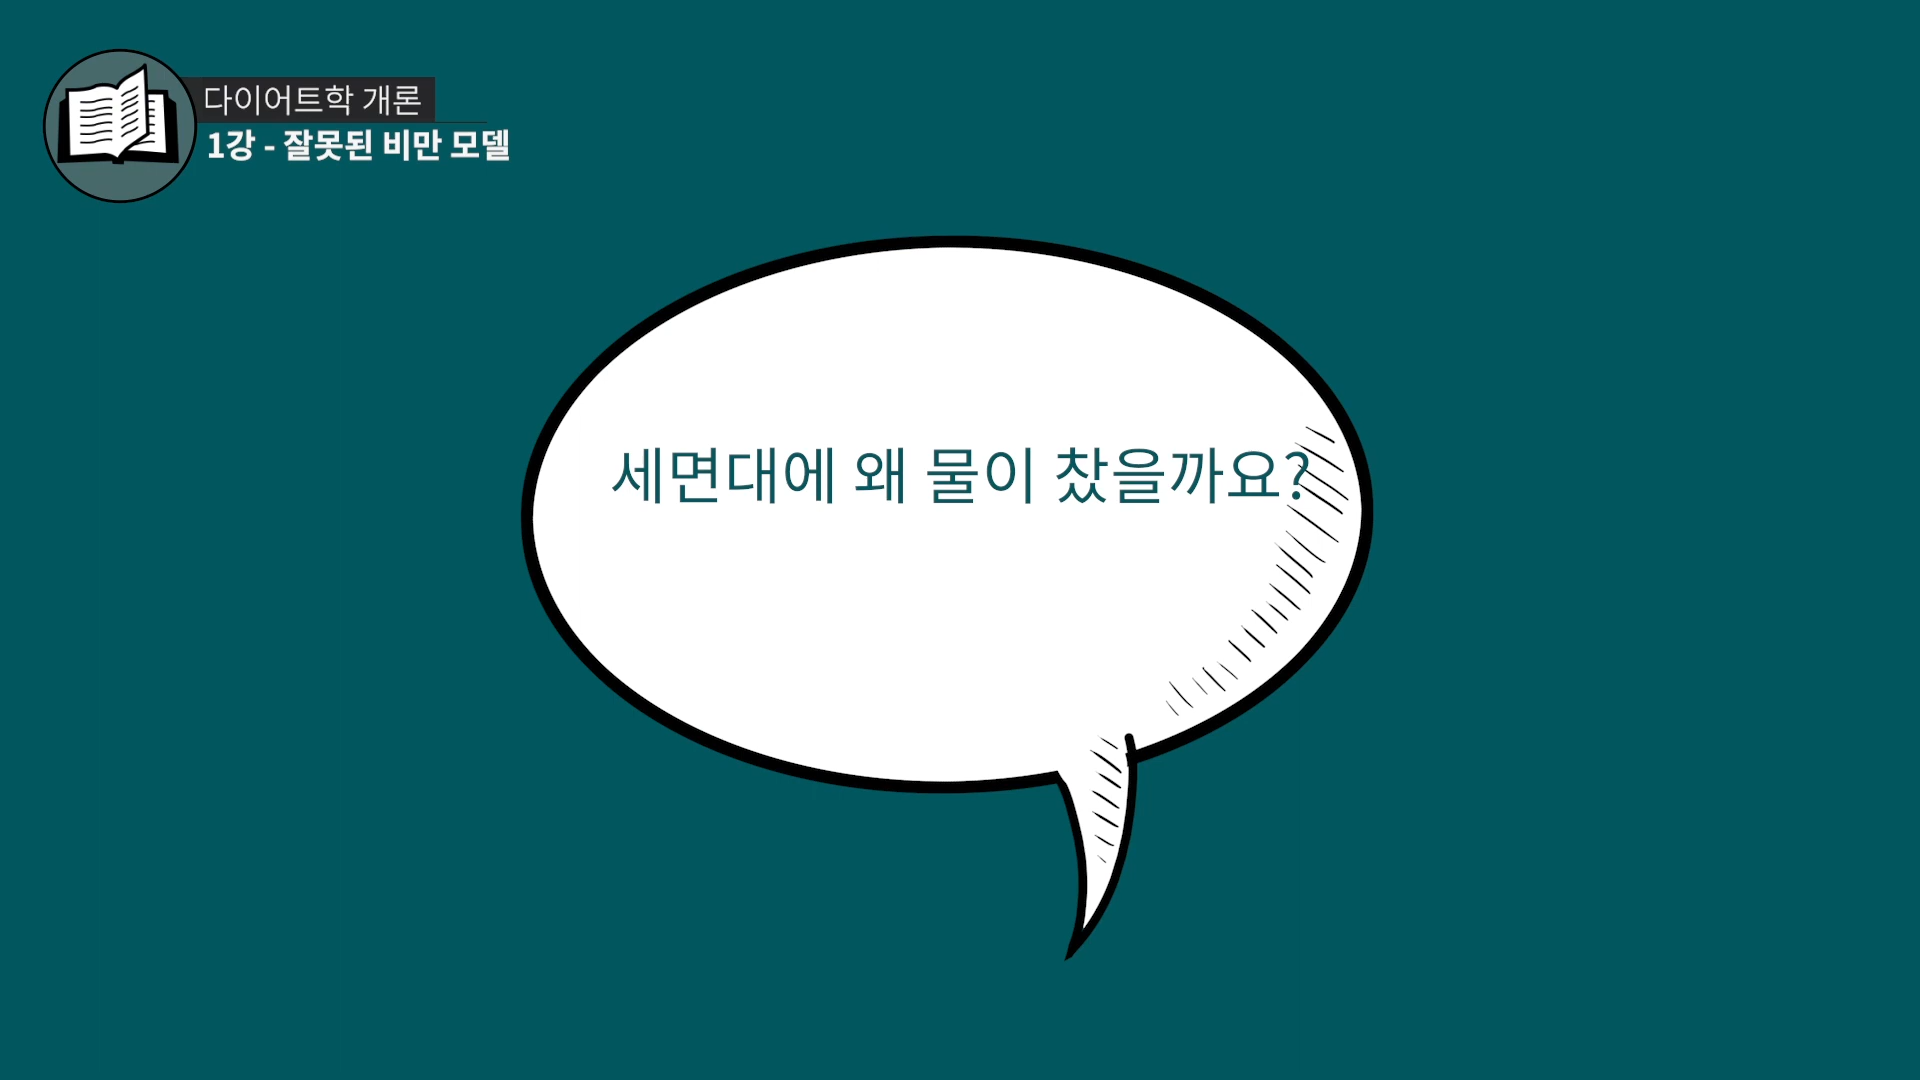 다이어트학 개론
1강 - 잘못된 비만 모델
세면대에 왜 물이 찼을까요?